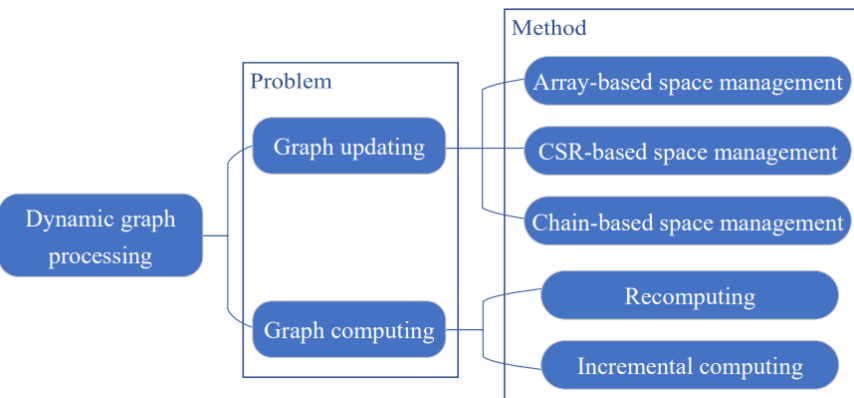 Method
Problem
Array-based space management
Graph updating
CSR-based space management
Chain-based space management
Dynamic graph
processing
Recomputing
Graph computing
Incremental computing